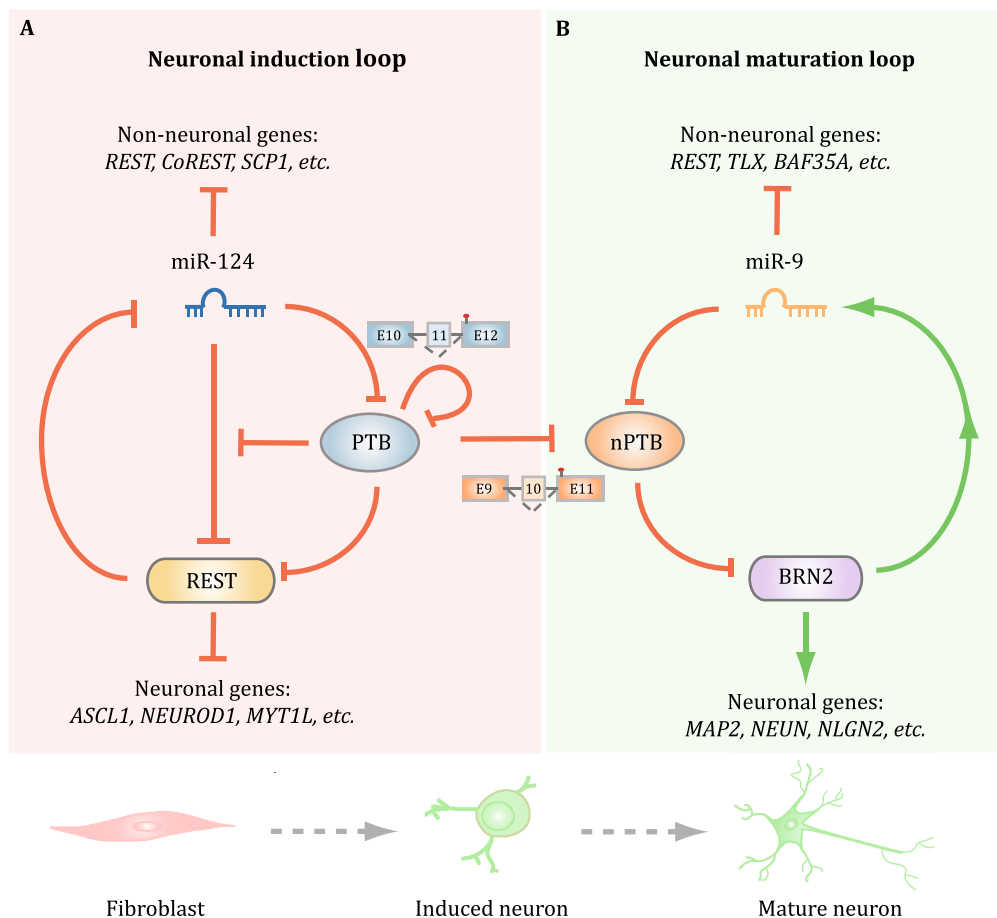 A
Neuronal induction loop
Non-neuronal genes:
REST, CoREST, SCP1, etc.
miR-124
E10
11
E12
PTB
REST
Neuronal genes:
ASCL1, NEUROD1, MYT1L, etc.
B
Neuronal maturation loop
Non-neuronal genes:
REST, TLX, BAF35A, etc.
miR-9
nPTB
E9
10
E11
BRN2
Neuronal genes:
MAP2, NEUN, NLGN2, etc.
Fibroblast
Induced neuron
Mature neuron